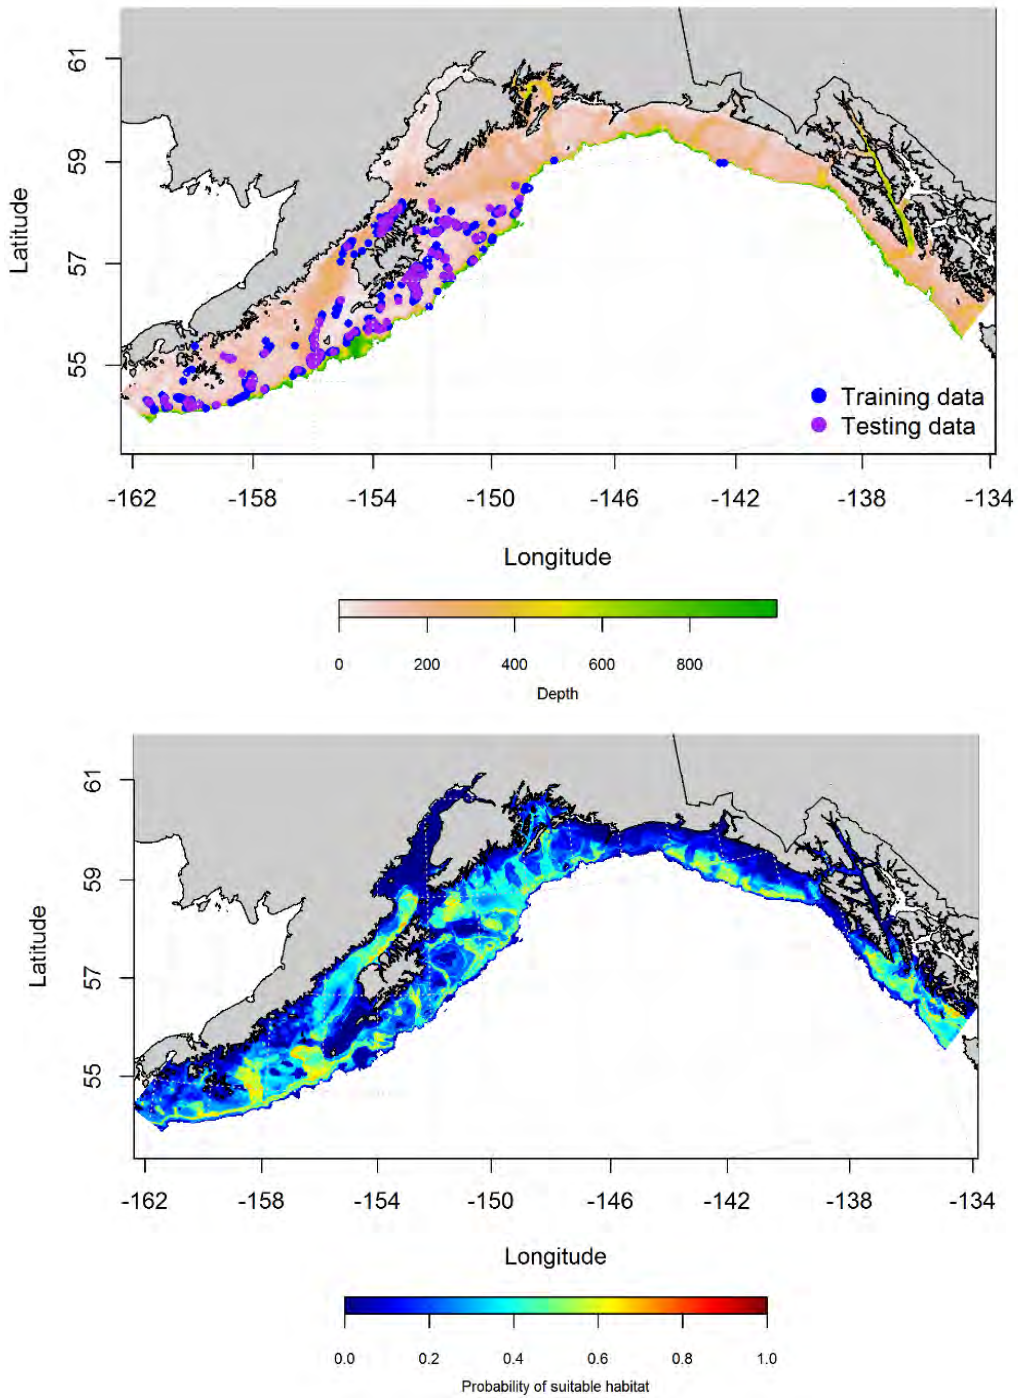 61
59
57
55
Latitude
Training data
Testing data
-162 -158 -154 -150 -146 -142 -138 -134
Longitude
0 200 400 600 800
Depth
61
59
57
55
Latitude
-162 -158 -154 -150 -146 -142 -138 -134
Longitude
0.0 0.2 0.4 0.6 0.8 1.0
Probability of suitable habitat